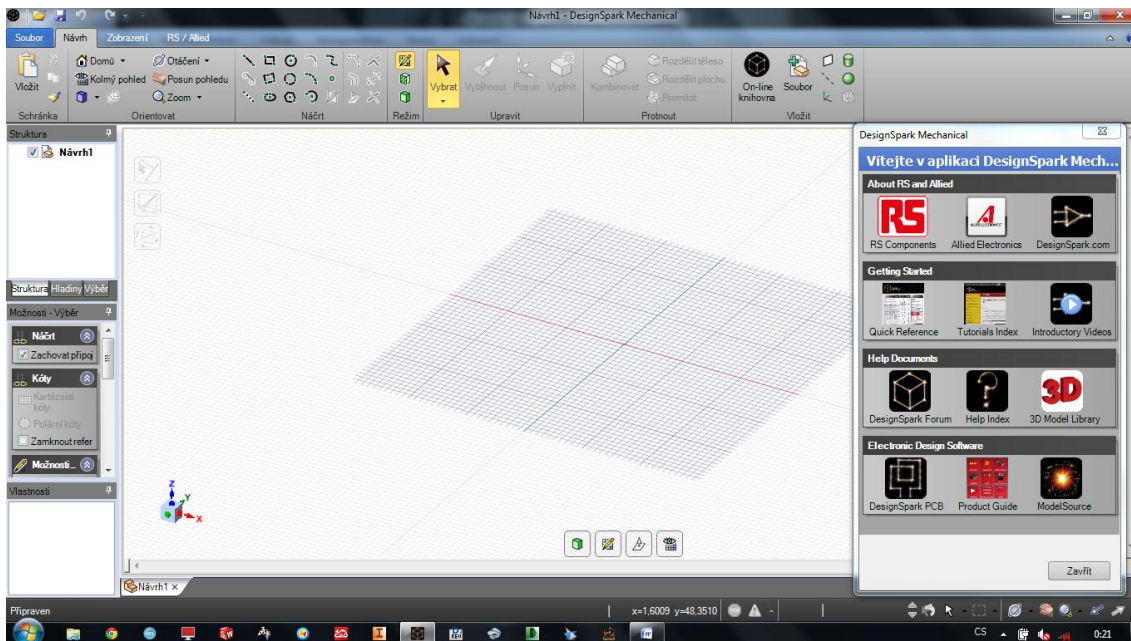 Návrh1 - DesignSpark Mechanical
Soubor Návrh Zobrazení RS / Allied
Vložit
Domů
Otáčení
Kolmý pohled
Posun pohledu
Zoom
Vybrat
Vytáhnout
Posun
Vyplnit
Kombinovat
Rozdělit těleso
Rozdělit plochu
Promítat
On-line knihovna
Soubor
Schránka Orientovat Náčrt Režim Upravit Protnout Vložit
Struktura
Návrh1
Struktura Hladiny Výběr
Možnosti - Výběr
Náčrt
Zachovat připoj
Kóty
Kartézské
kóty
Polární kóty
Zamknout refer
Možnosti...
Vlastnosti
Z
Y
X
DesignSpark Mechanical
Vítejte v aplikaci DesignSpark Mech...
About RS and Allied
RS
RS Components Allied Electronics DesignSpark.com
Getting Started
Quick Reference Tutorials Index Introductory Videos
Help Documents
3D
DesignSpark Forum Help Index 3D Model Library
Electronic Design Software
DesignSpark PCB Product Guide ModelSource
Zavřít
Návrh1
Připraven
x=1,6009 y=48,3510
CS
0:21